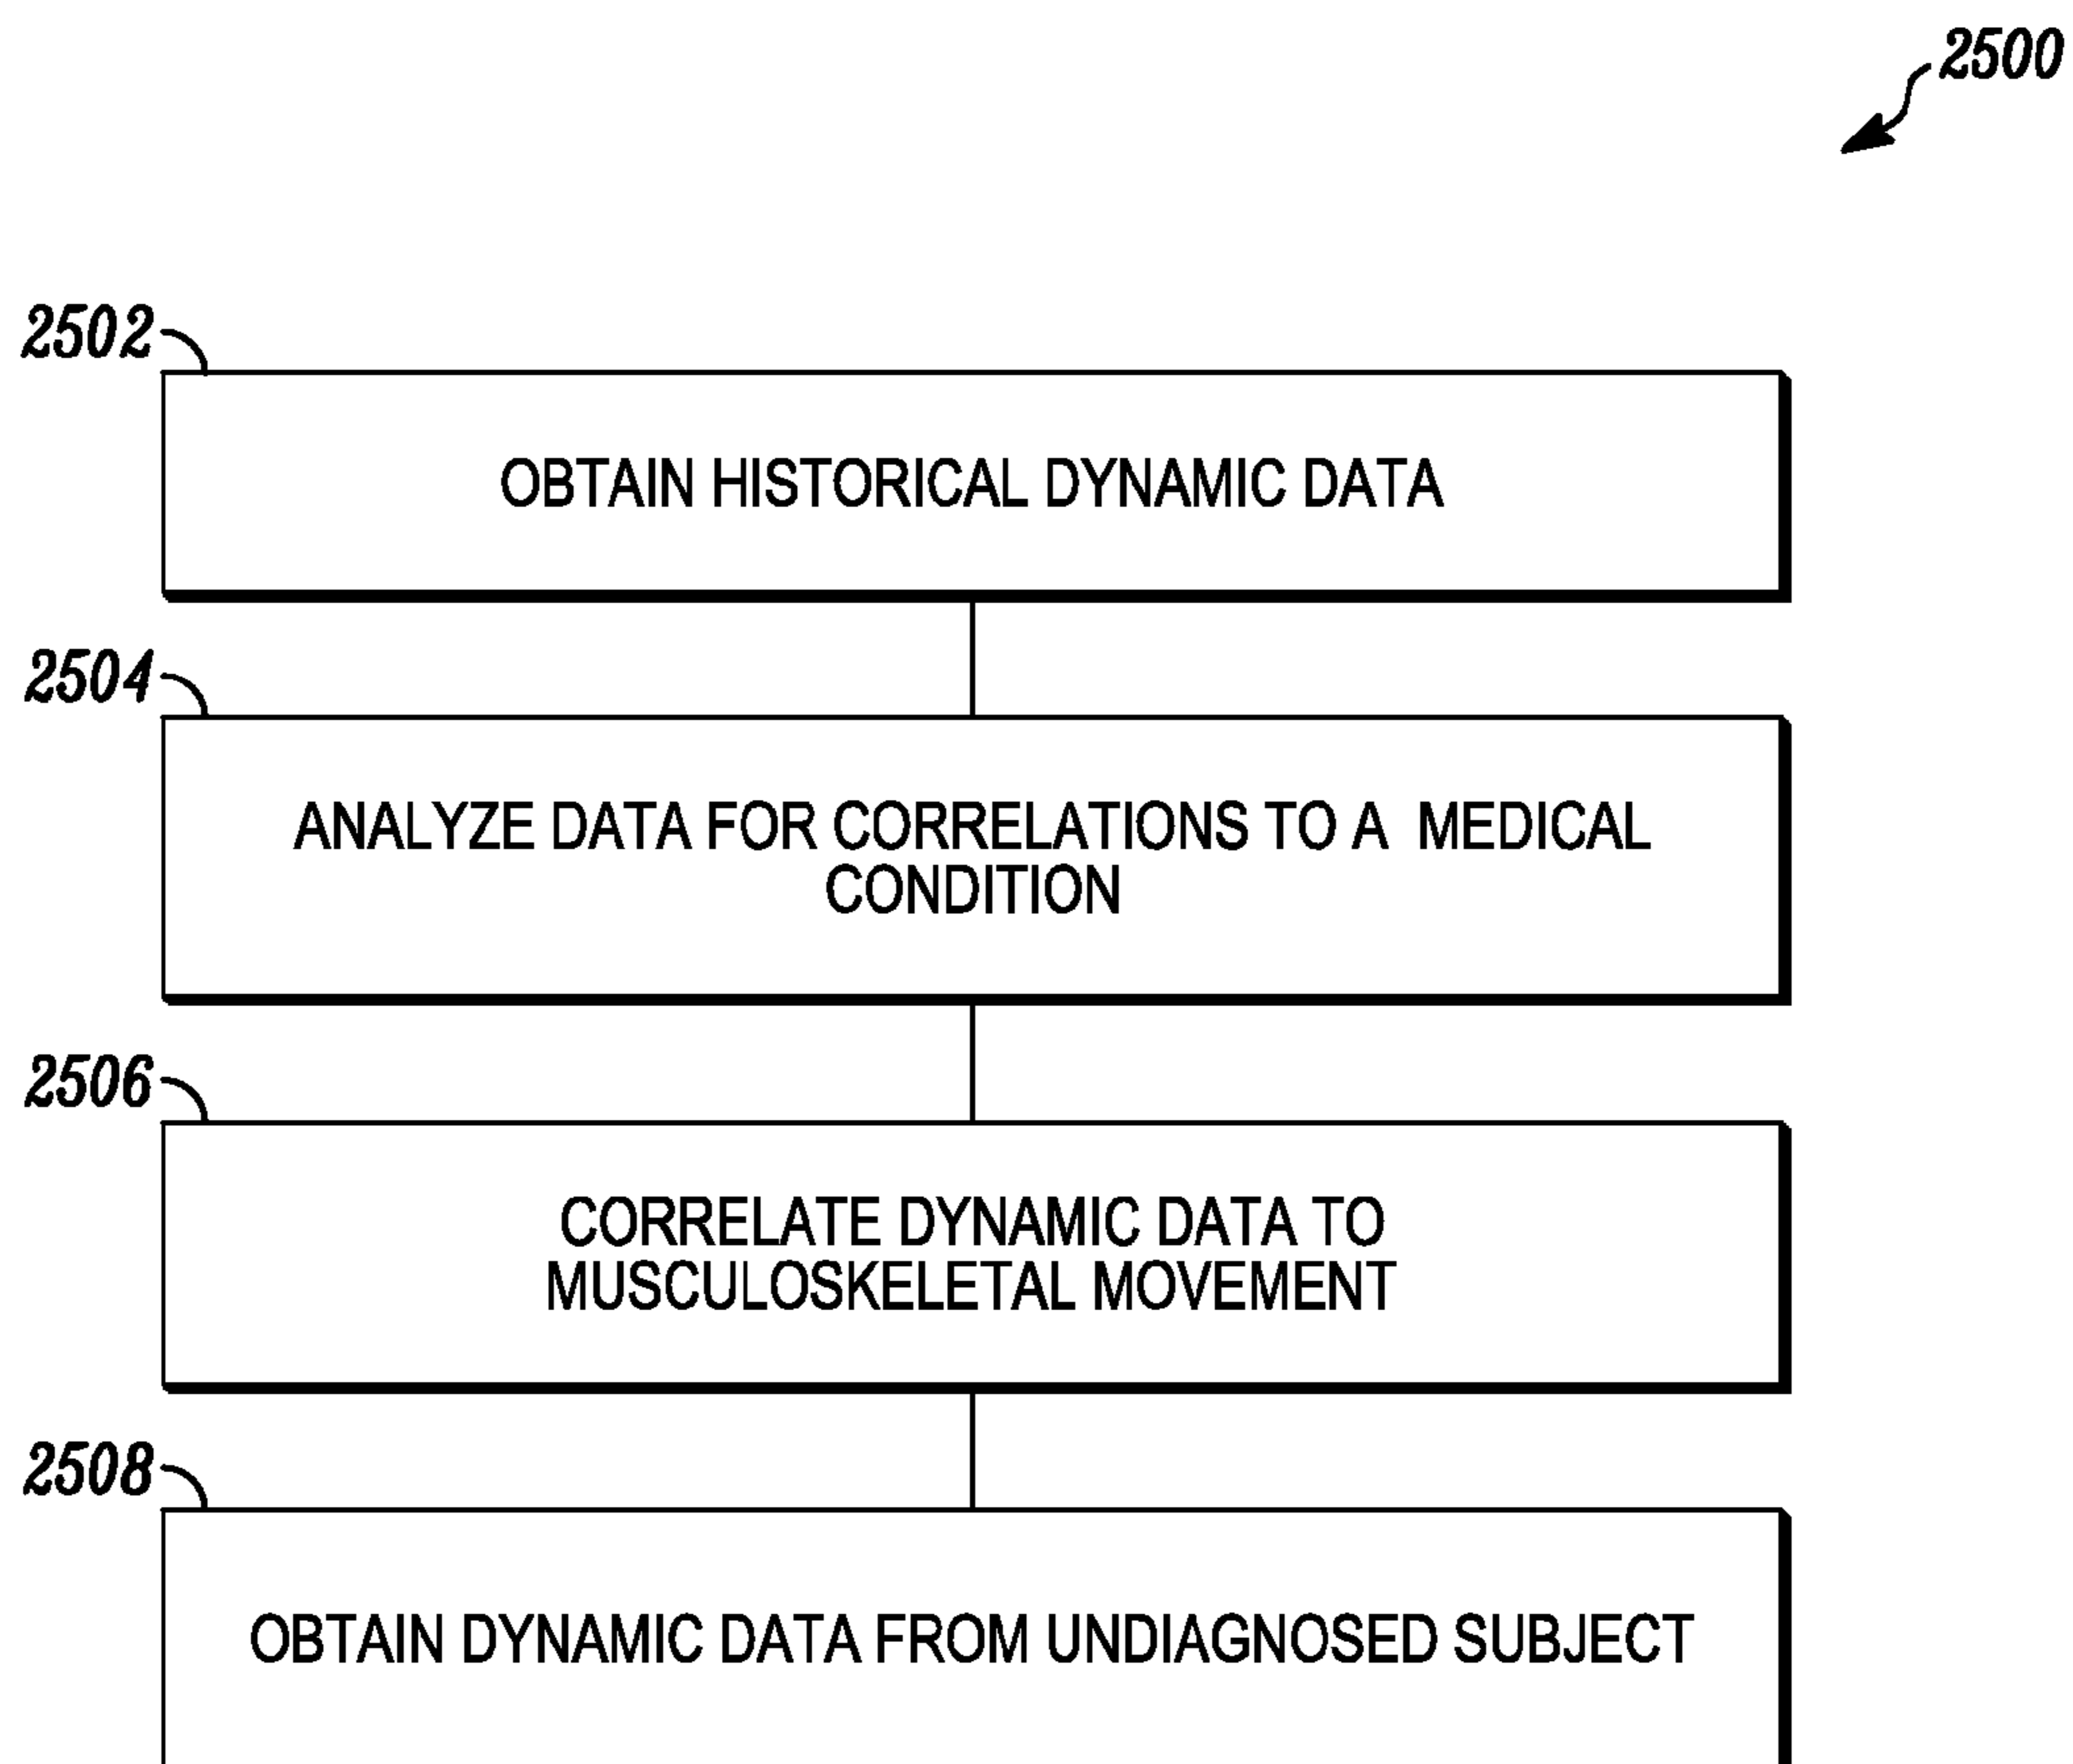 2500
2502
OBTAIN HISTORICAL DYNAMIC DATA
2504
ANALYZE DATA FOR CORRELATIONS TO A MEDICAL
CONDITION
2506
CORRELATE DYNAMIC DATA TO
MUSCULOSKELETAL MOVEMENT
2508
OBTAIN DYNAMIC DATA FROM UNDIAGNOSED SUBJECT